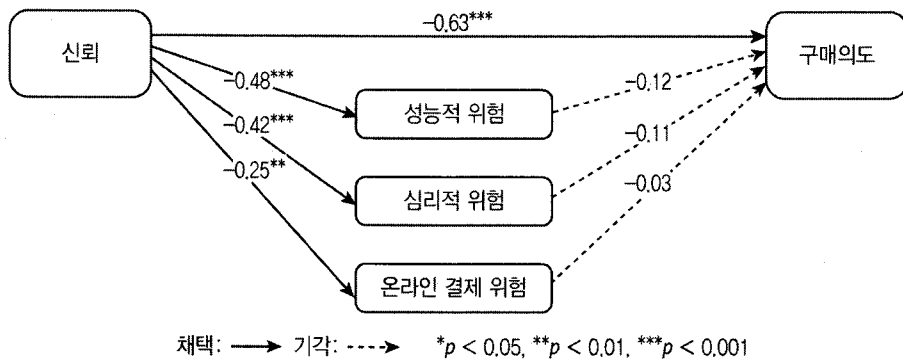 -0.63***
신뢰
구매의도
-0.48***
-0.12
성능적 위험
-0.42***
-0.11
-0.25**
-0.03
심리적 위험
온라인 결제 위험
채택: 기각: *p < 0.05, **p < 0.01, ***p < 0.001